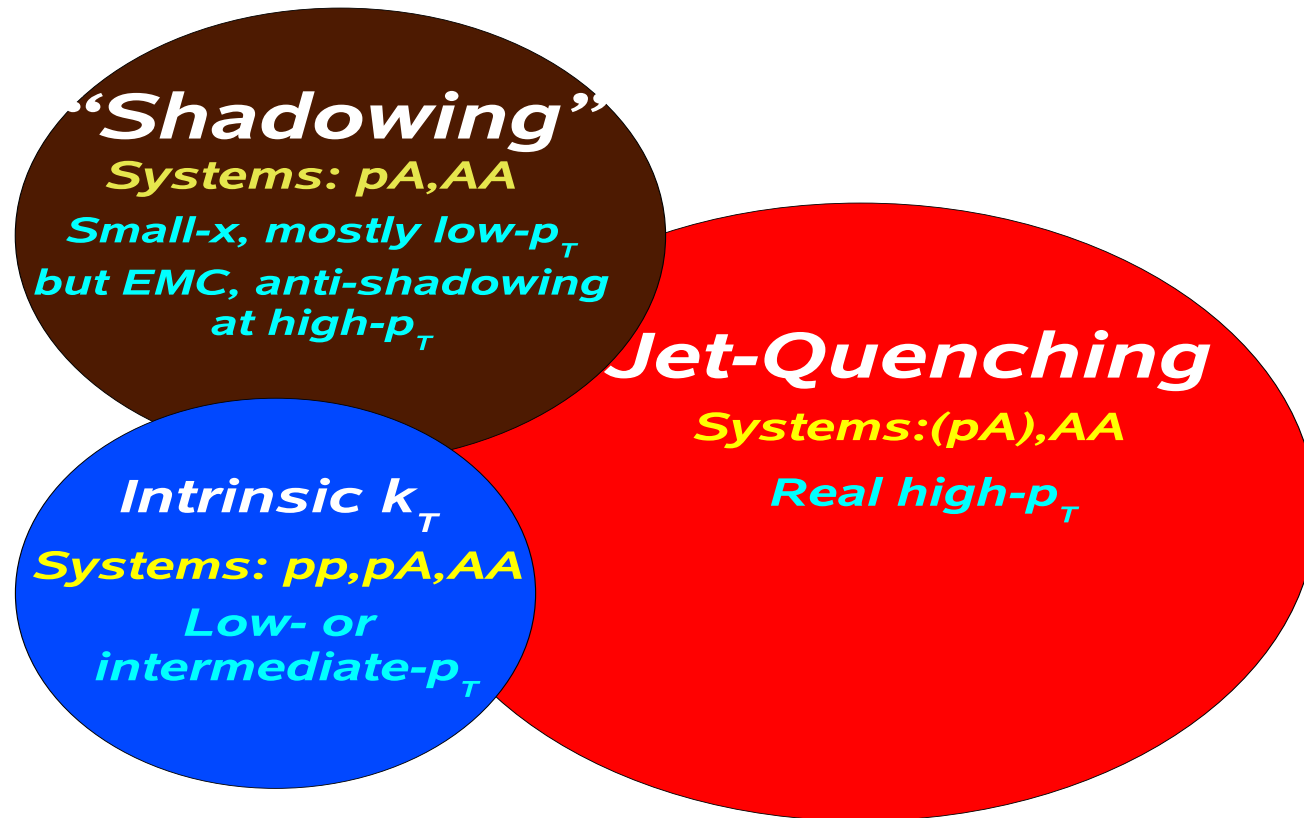 “Shadowing”
Systems: pA,AA
Small-x, mostly low-pT
but EMC, anti-shadowing
at high-pT
Jet-Quenching
Systems:(pA),AA
Real high-pT
Intrinsic kT
Systems: pp,pA,AA
Low- or
intermediate-pT